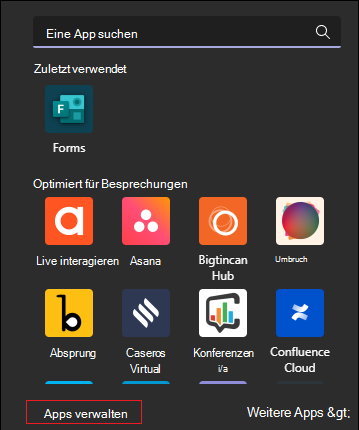 Eine App suchen
Zuletzt verwendet
Forms
Optimiert für Besprechungen
Live interagieren Asana Bigtincan Hub Umbruch
Absprung Caseros Virtual Konferenzen i/a Confluence Cloud
Apps verwalten Weitere Apps &gt;